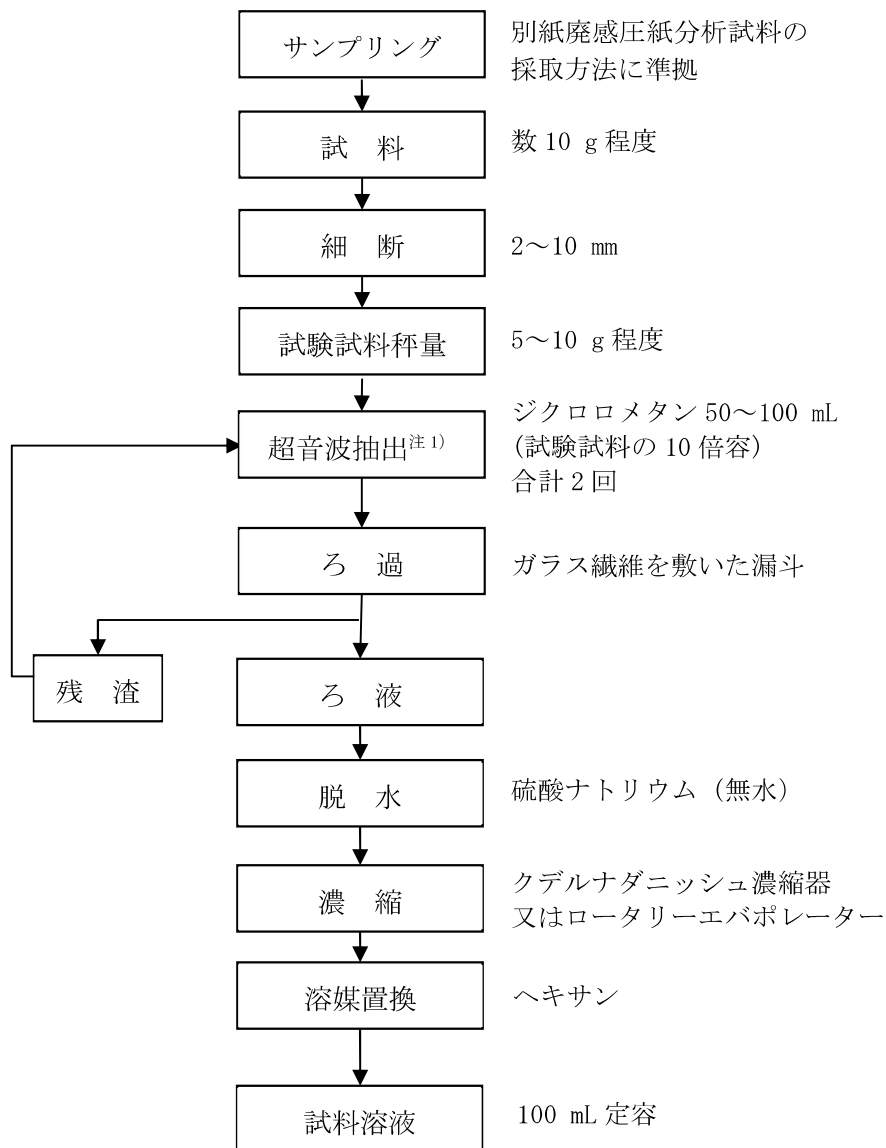 サンプリング
別紙廃感圧紙分析試料の
採取方法に準拠
試　料
数 10 g 程度
細　断
2～10 mm
試験試料秤量
5～10 g 程度
超音波抽出注1)
ジクロロメタン 50～100 mL
(試験試料の 10 倍容)
合計 2 回
ろ　過
ガラス繊維を敷いた漏斗
残　渣
ろ　液
脱　水
硫酸ナトリウム (無水)
濃　縮
クデルナダニッシュ濃縮器
又はロータリーエバポレーター
溶媒置換
ヘキサン
試料溶液
100 mL 定容